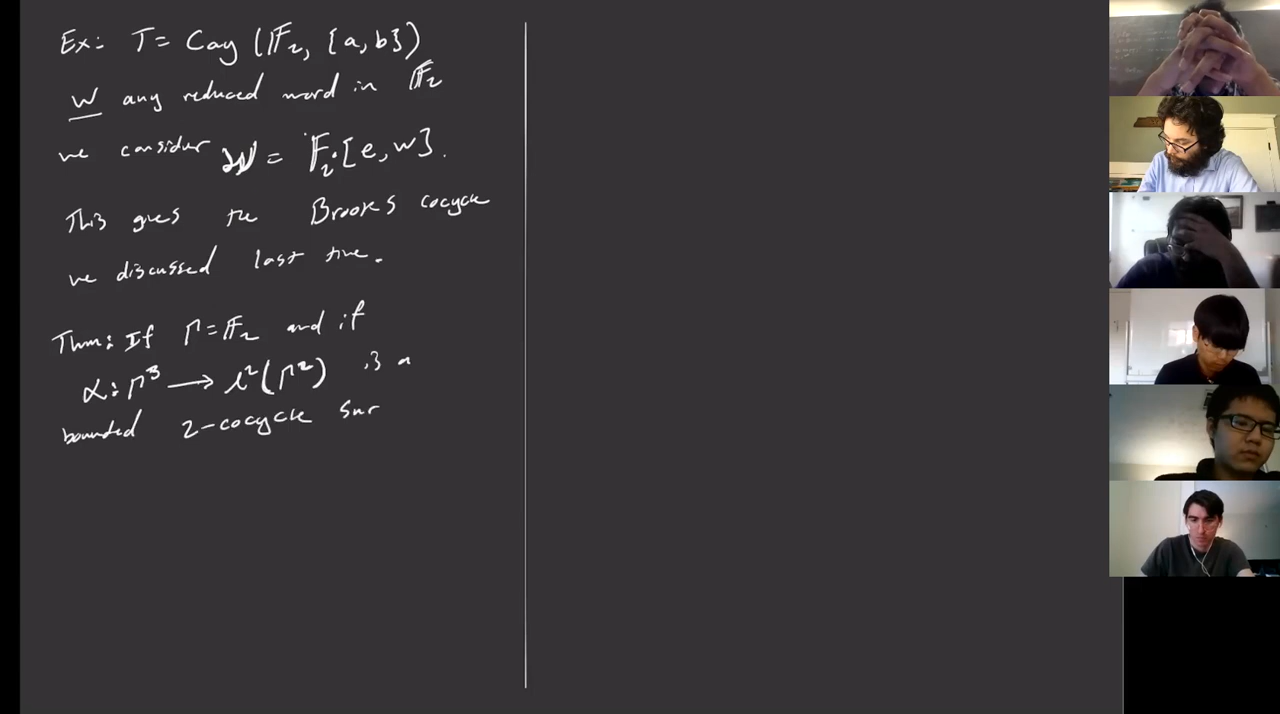 Ex: T = Cay (𝔽₂, {a, b})
w any reduced word in 𝔽₂
we consider 𝒲 = 𝔽₂·[e, w].
This gives the Brooks cocycle
we discussed last time.
Thm: If Γ = 𝔽₂ and if
α: Γ³ → ℓ²(Γ²) is a
bounded 2-cocycle sur